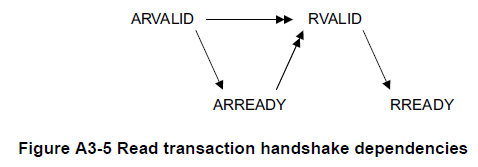 ARVALID RVALID
ARREADY RREADY
Figure A3-5 Read transaction handshake dependencies